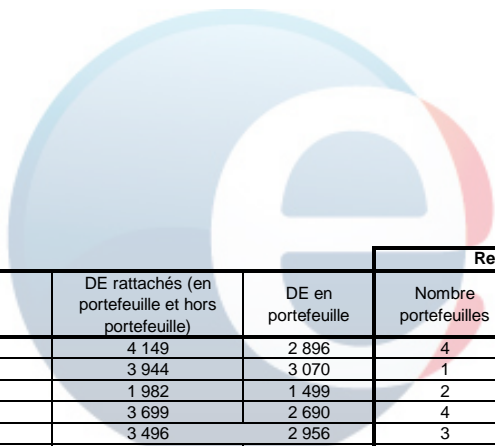 Re
DE rattachés (en portefeuille et hors portefeuille) DE en portefeuille Nombre portefeuilles
4 149 2 896 4
3 944 3 070 1
1 982 1 499 2
3 699 2 690 4
3 496 2 956 3